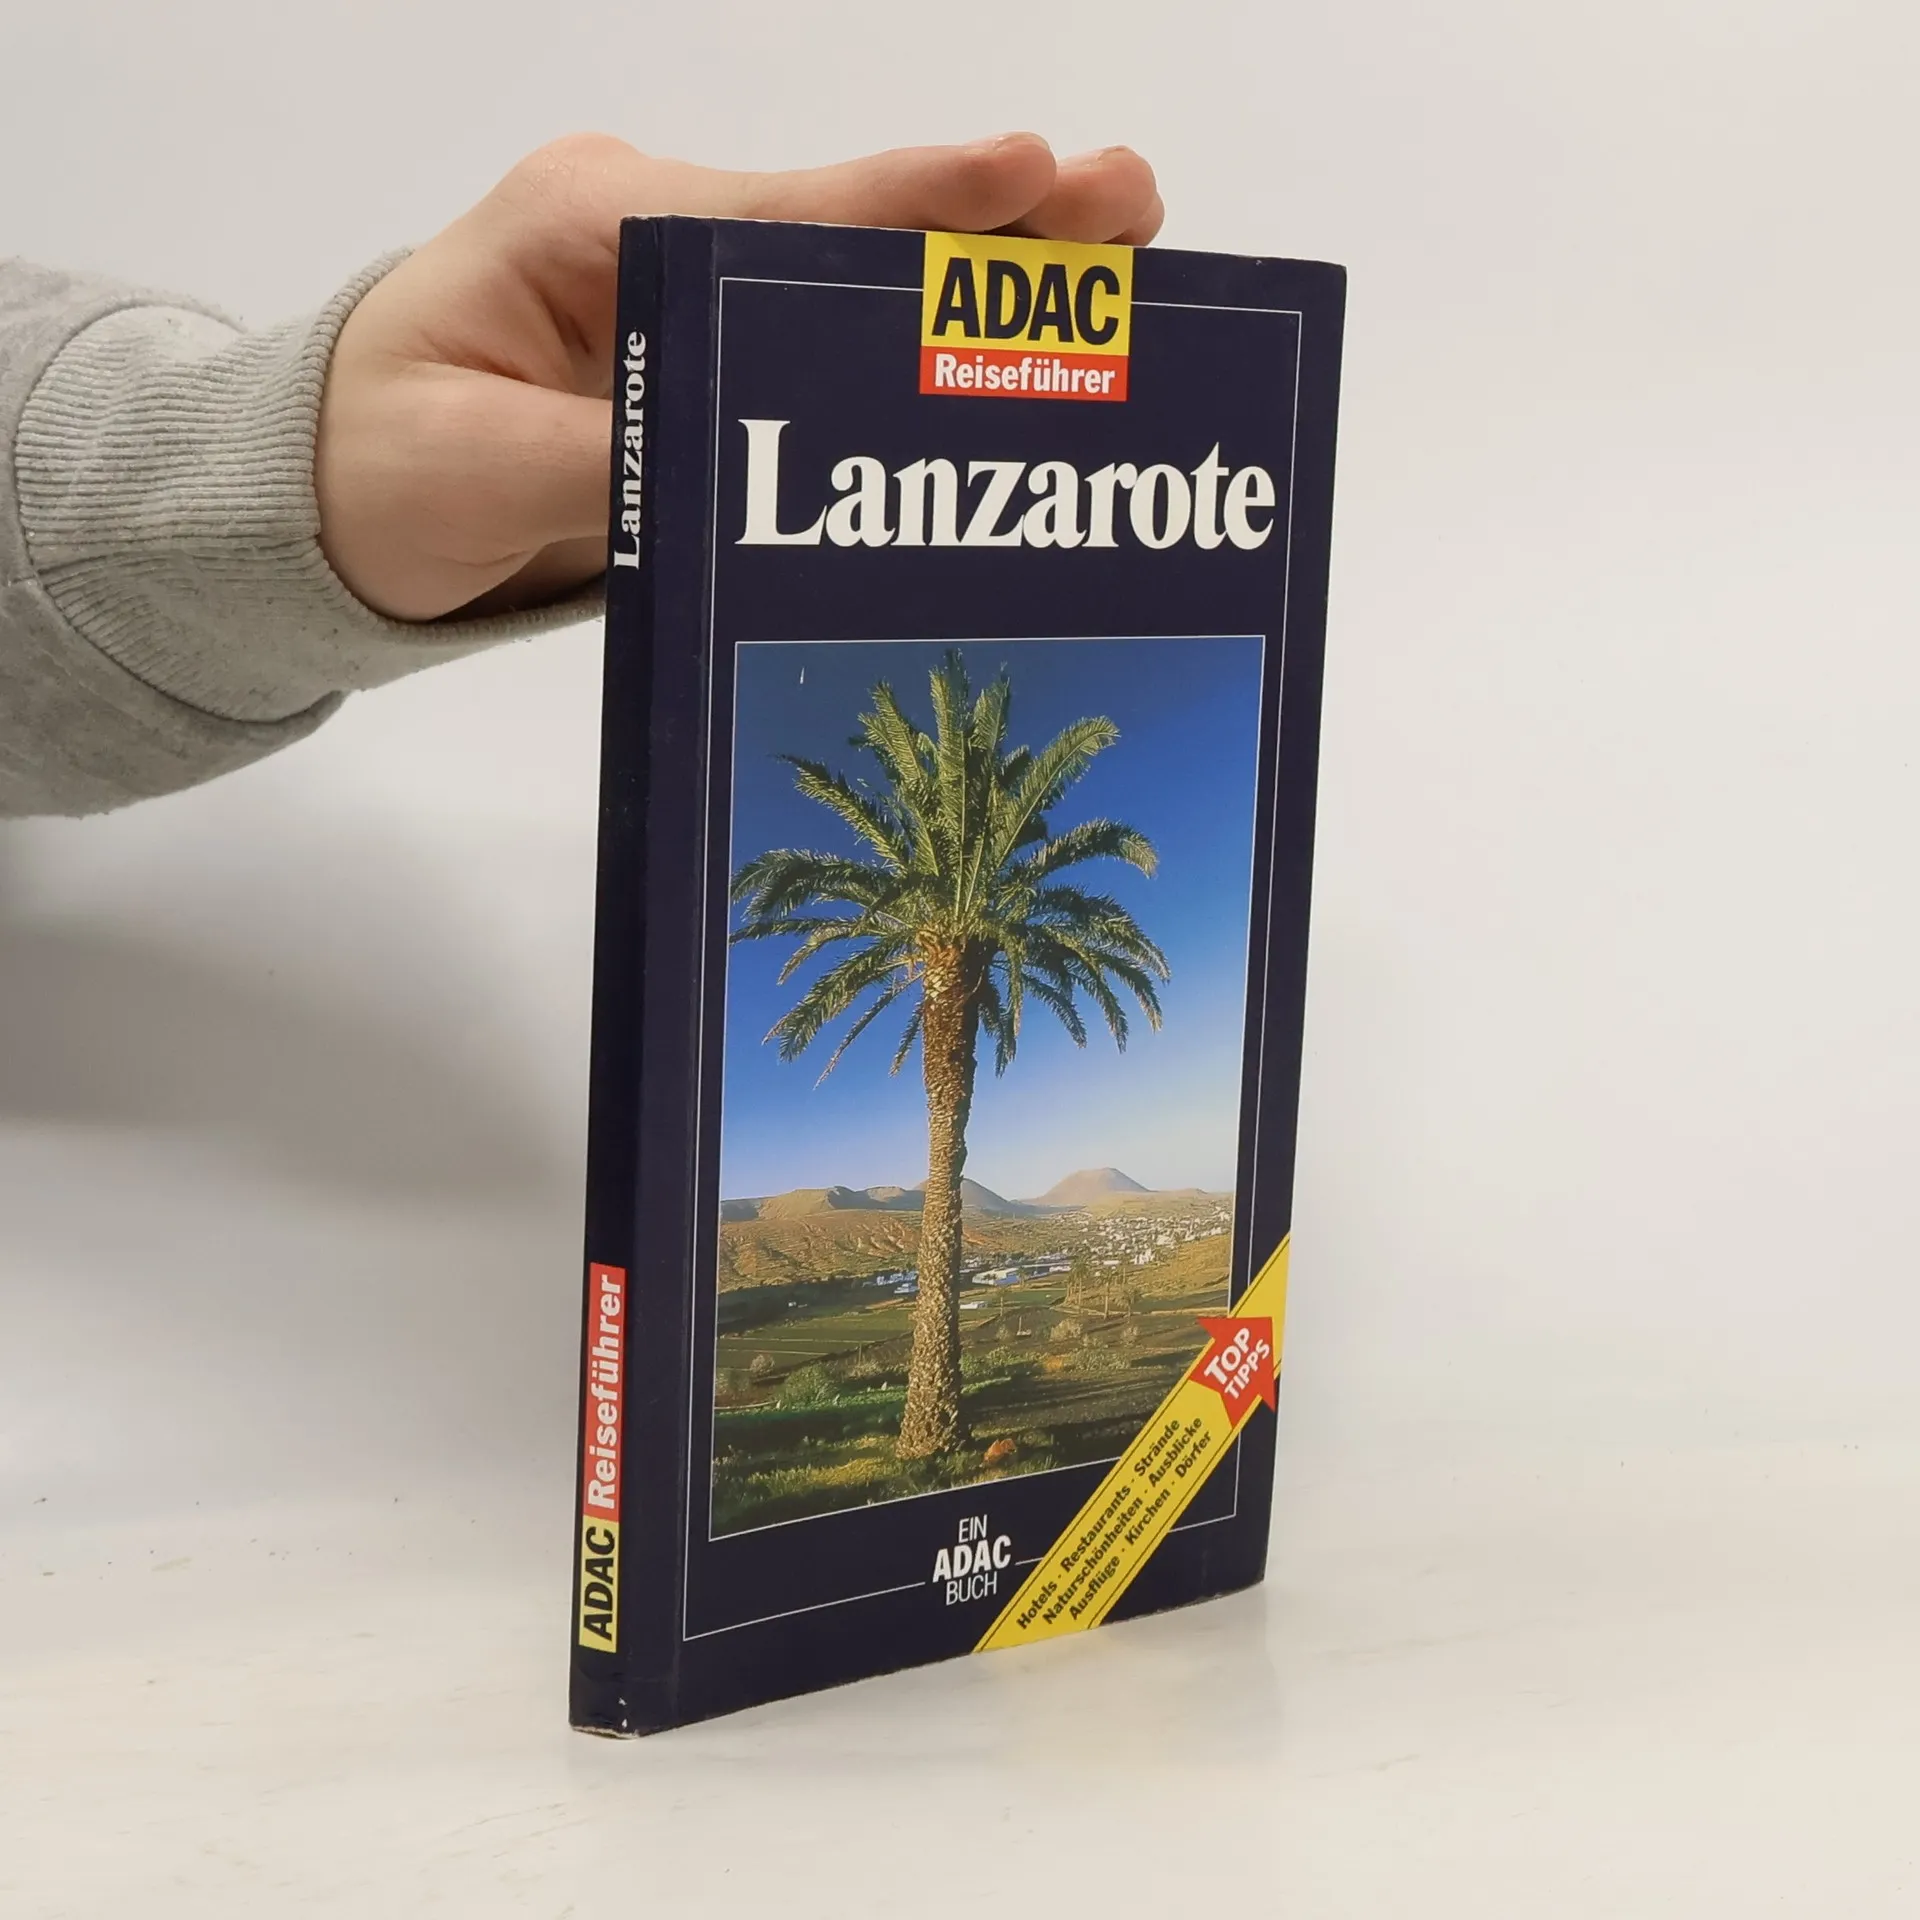 ADAC
Reiseführer
Lanzarote
TOP
TIPPS
Hotels · Restaurants · Strände
Naturschönheiten · Ausblicke
Ausflüge · Kirchen · Dörfer
EIN
ADAC
BUCH
Lanzarote
ADAC Reiseführer